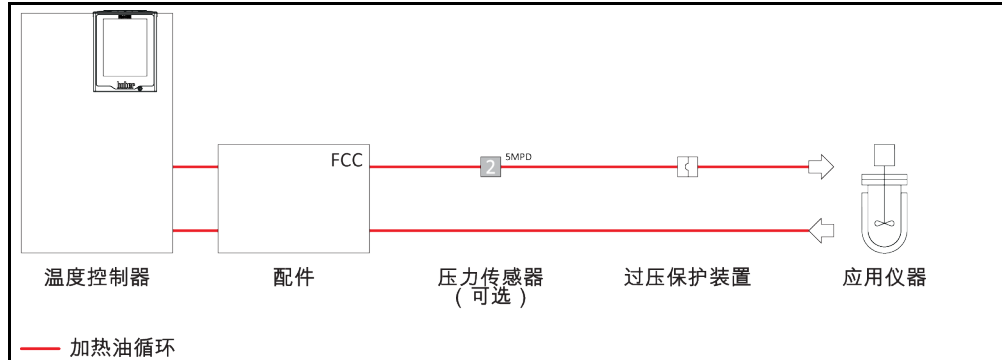 huber
FCC
2
5MPD
温度控制器
配件
压力传感器
(可选)
过压保护装置
应用仪器
加热油循环